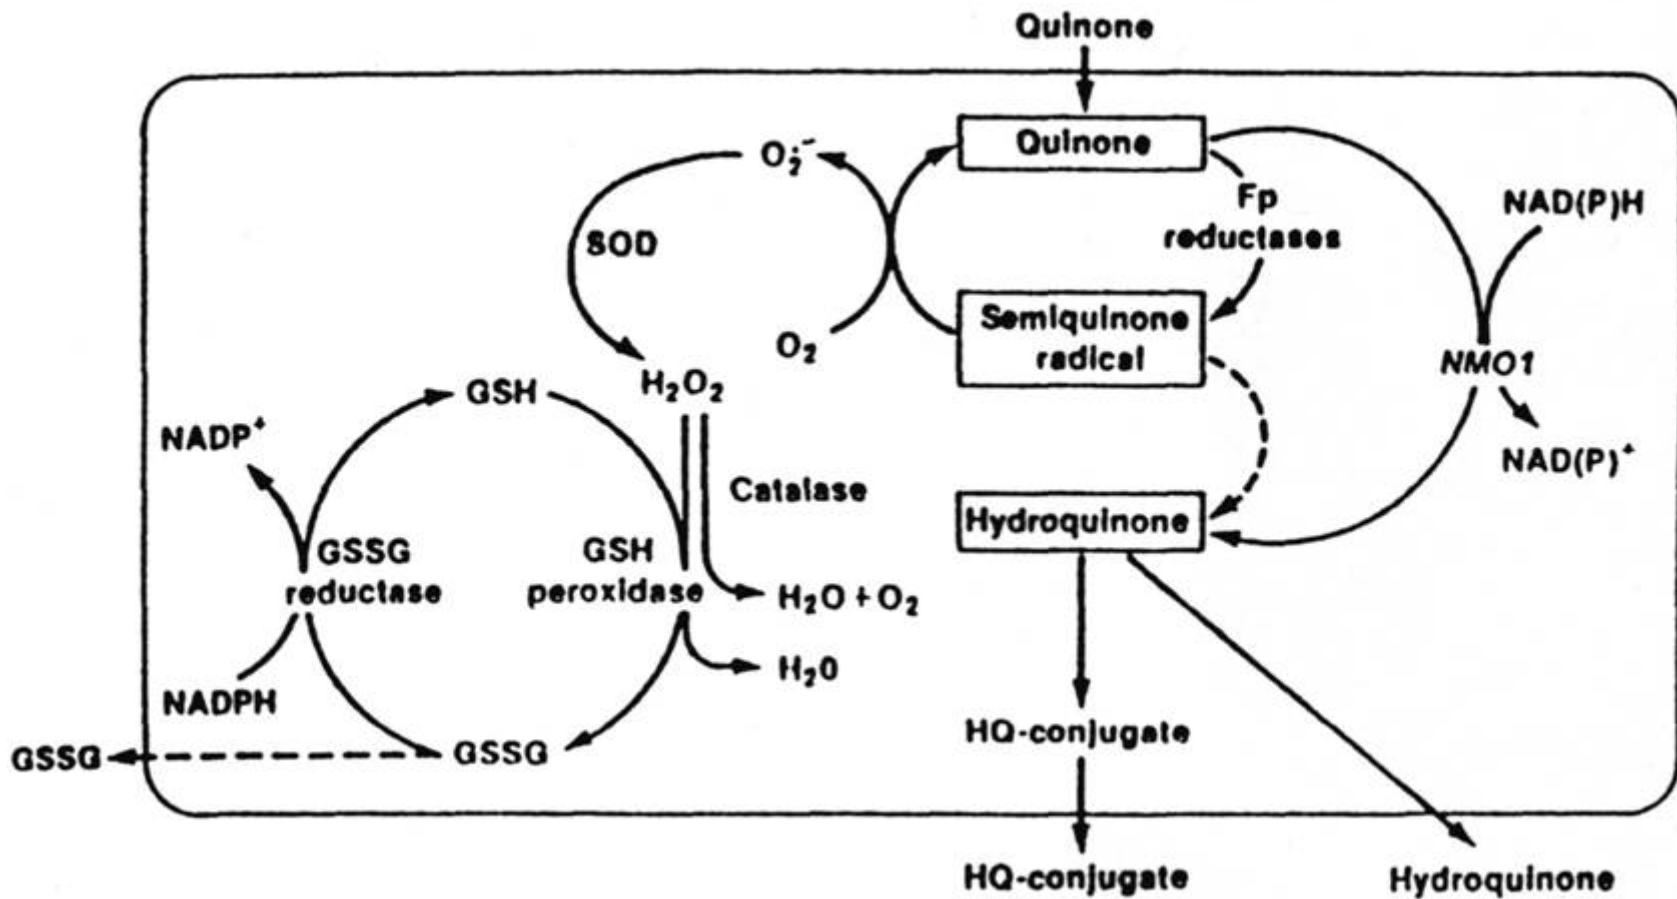 Quinone
Quinone
O₂·⁻
Fp
reductases
NAD(P)H
SOD
Semiquinone
radical
O₂
NMO1
H₂O₂
GSH
NADP⁺
NAD(P)⁺
Catalase
Hydroquinone
GSSG
reductase
GSH
peroxidase
H₂O + O₂
H₂0
NADPH
HQ-conjugate
GSSG
GSSG
HQ-conjugate
Hydroquinone